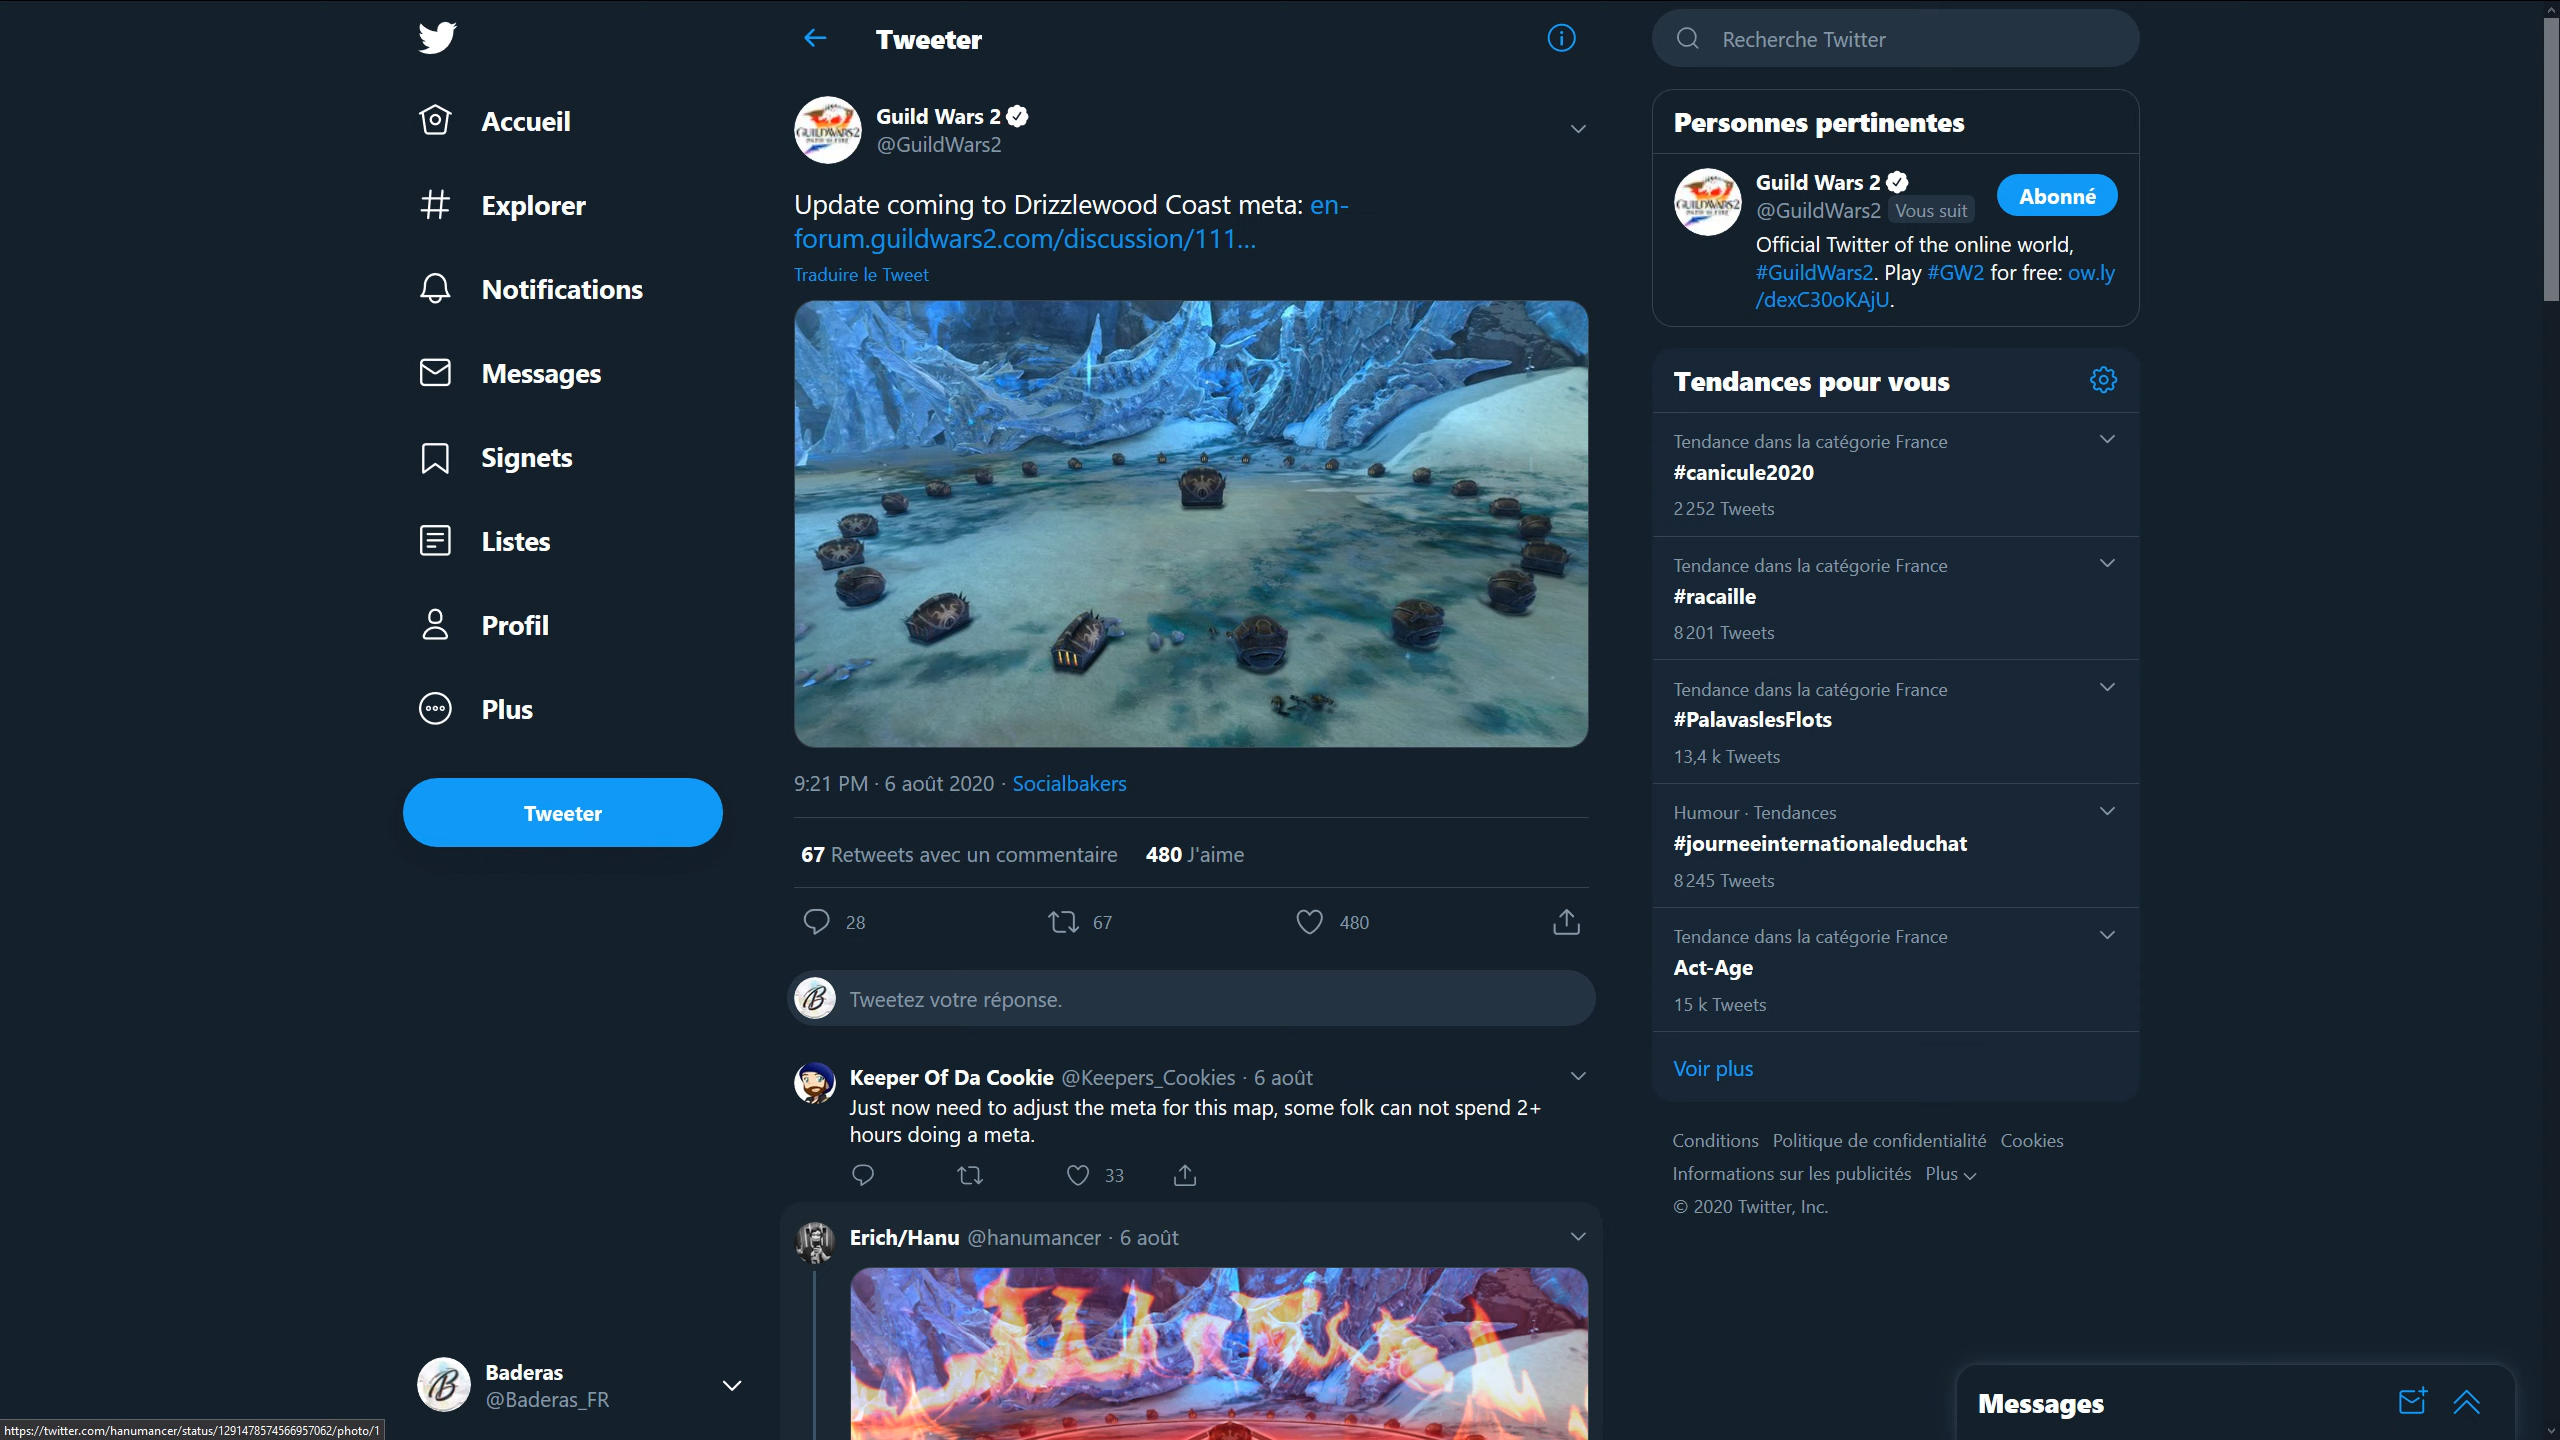 Accueil
Explorer
Notifications
Messages
Signets
Listes
Profil
Plus
Tweeter
Baderas
@Baderas_FR
https://twitter.com/hanumancer/status/1291478574566957062/photo/1
Tweeter
Guild Wars 2
@GuildWars2
Update coming to Drizzlewood Coast meta: en-
forum.guildwars2.com/discussion/111...
Traduire le Tweet
9:21 PM · 6 août 2020 · Socialbakers
67 Retweets avec un commentaire 480 J'aime
28 67 480
Tweetez votre réponse.
Keeper Of Da Cookie @Keepers_Cookies · 6 août
Just now need to adjust the meta for this map, some folk can not spend 2+
hours doing a meta.
33
Erich/Hanu @hanumancer · 6 août
Recherche Twitter
Personnes pertinentes
Guild Wars 2
@GuildWars2 Vous suit
Abonné
Official Twitter of the online world,
#GuildWars2. Play #GW2 for free: ow.ly
/dexC30oKAjU.
Tendances pour vous
Tendance dans la catégorie France
#canicule2020
2 252 Tweets
Tendance dans la catégorie France
#racaille
8 201 Tweets
Tendance dans la catégorie France
#PalavaslesFlots
13,4 k Tweets
Humour · Tendances
#journeeinternationaleduchat
8 245 Tweets
Tendance dans la catégorie France
Act-Age
15 k Tweets
Voir plus
Conditions Politique de confidentialité Cookies
Informations sur les publicités Plus
© 2020 Twitter, Inc.
Messages